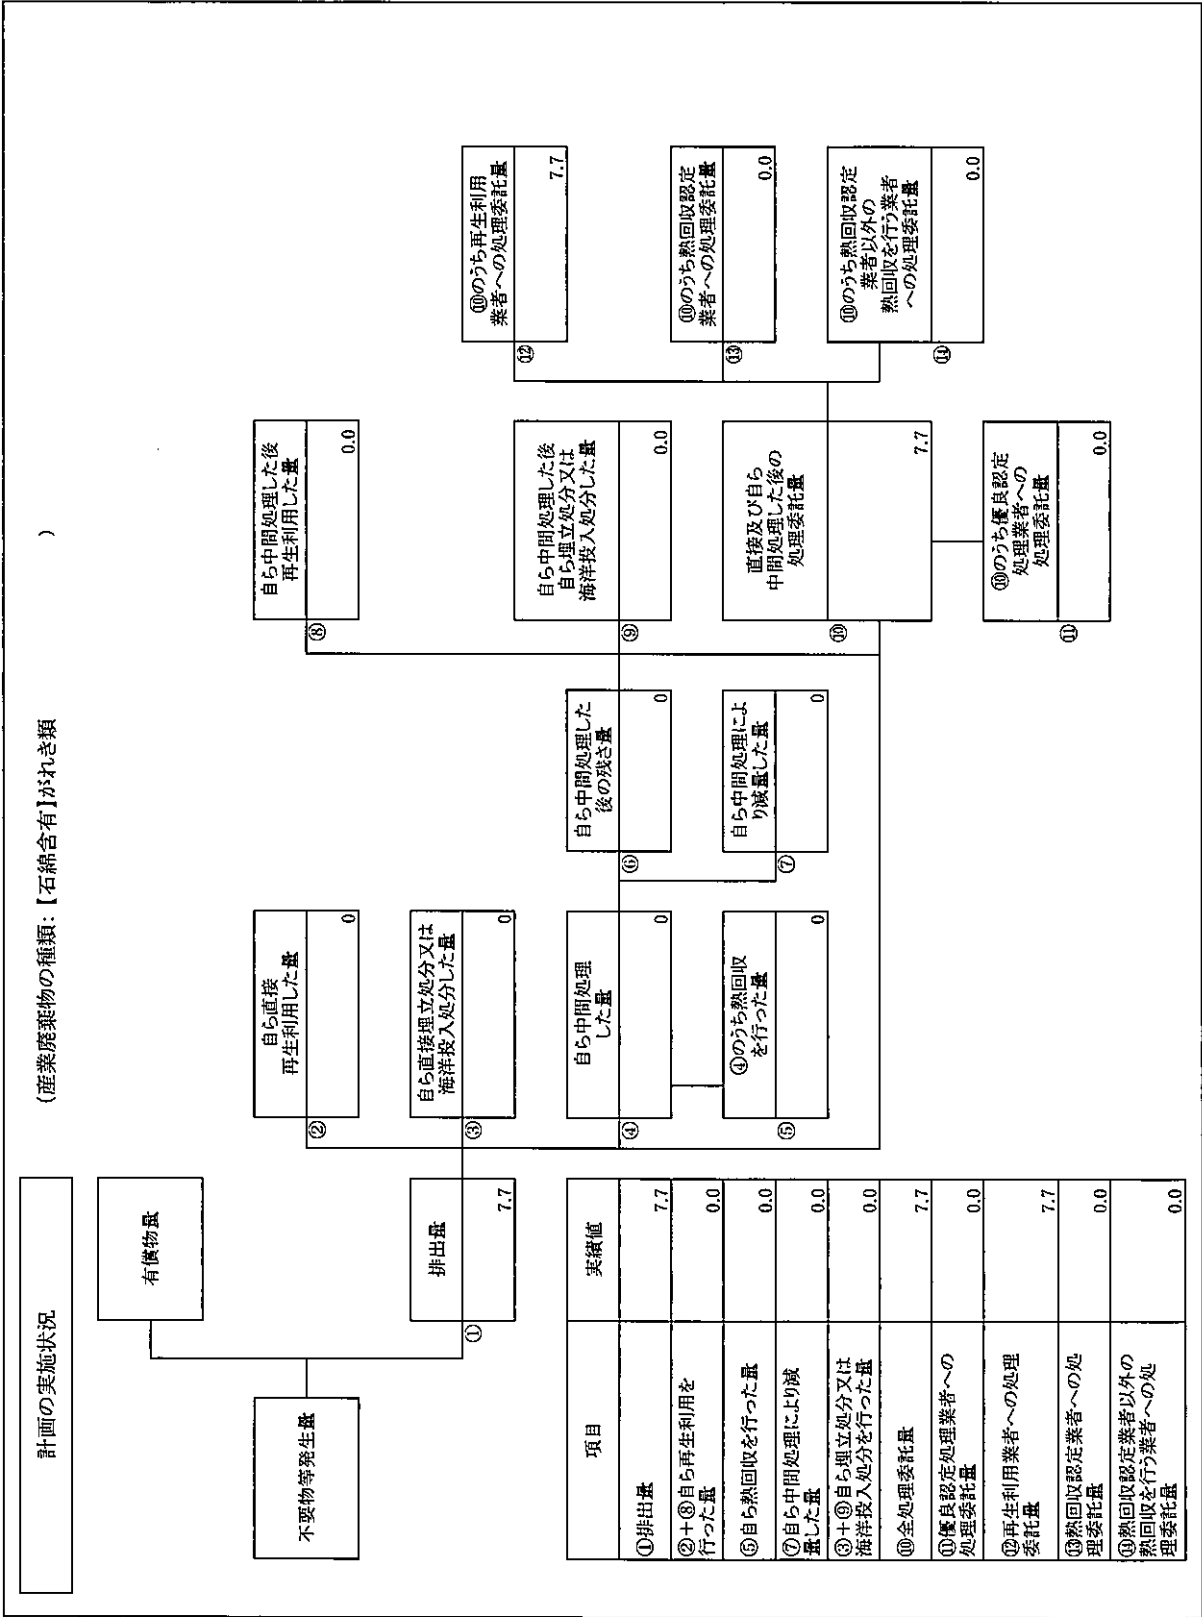 計画の実施状況
(産業廃棄物の種類:【石綿含有】がれき類 )
不要物等発生量
有償物量
①
排出量
7.7
②
自ら直接
再生利用した量
0
③
自ら直接埋立処分又は
海洋投入処分した量
0
④
自ら中間処理
した量
0
⑤
④のうち熱回収
を行った量
0
⑥
自ら中間処理した
後の残さ量
0
⑦
自ら中間処理によ
り減量した量
0
⑧
自ら中間処理した後
再生利用した量
0.0
⑨
自ら中間処理した後
自ら埋立処分又は
海洋投入処分した量
0.0
⑩
直接及び自ら
中間処理した後の
処理委託量
7.7
⑪
⑩のうち優良認定
処理業者への
処理委託量
0.0
⑫
⑩のうち再生利用
業者への処理委託量
7.7
⑬
⑩のうち熱回収認定
業者への処理委託量
0.0
⑭
⑩のうち熱回収認定
業者以外の
熱回収を行う業者
への処理委託量
0.0
項目 実績値
①排出量 7.7
②+⑧自ら再生利用を
行った量 0.0
⑤自ら熱回収を行った量 0.0
⑦自ら中間処理により減
量した量 0.0
③+⑨自ら埋立処分又は
海洋投入処分を行った量 0.0
⑩全処理委託量 7.7
⑪優良認定処理業者への
処理委託量 0.0
⑫再生利用業者への処理
委託量 7.7
⑬熱回収認定業者への処
理委託量 0.0
⑭熱回収認定業者以外の
熱回収を行う業者への処
理委託量 0.0